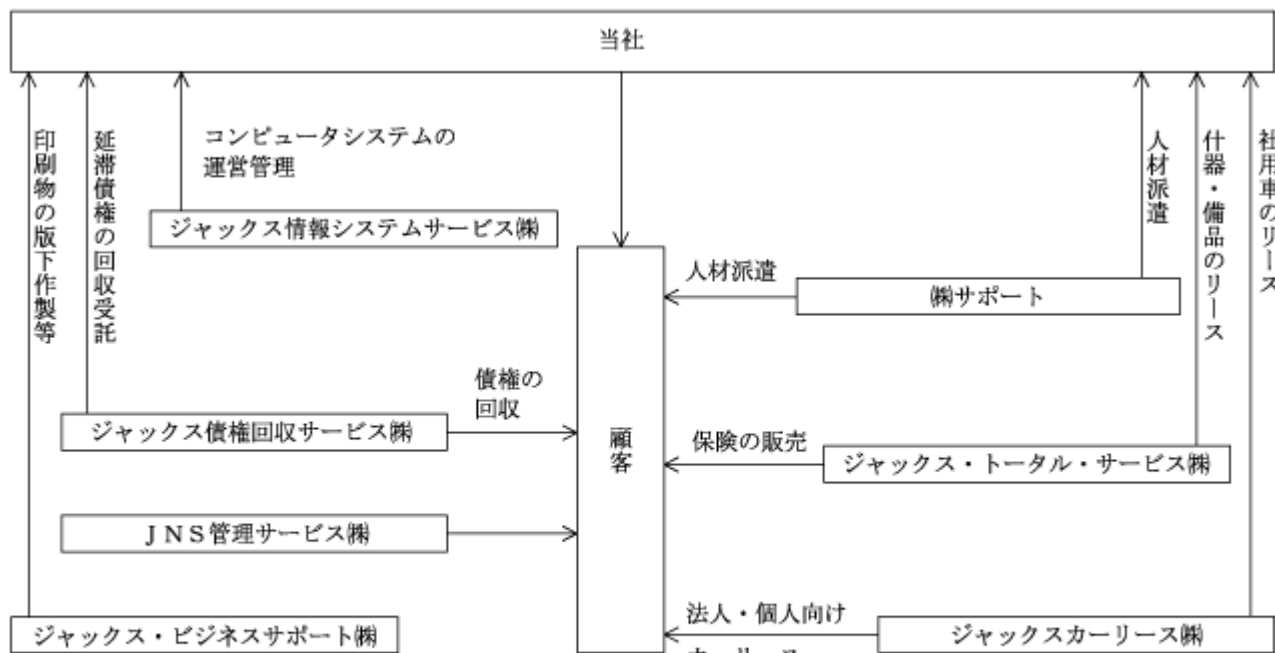 当社
印刷物の版下作製等
延滞債権の回収受託
コンピュータシステムの
運営管理
人材派遣
什器・備品のリース
社用車のリース
ジャックス情報システムサービス㈱
人材派遣
㈱サポート
債権の
回収
ジャックス債権回収サービス㈱
顧客
保険の販売
ジャックス・トータル・サービス㈱
JNS管理サービス㈱
法人・個人向け
ジャックス・ビジネスサポート㈱
ジャックスカーリース㈱